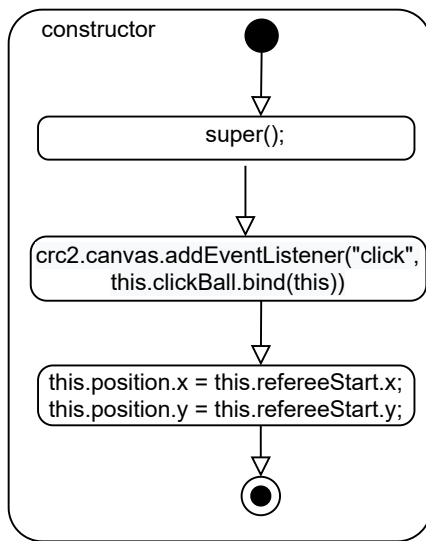 constructor
super();
crc2.canvas.addEventListener("click",
this.clickBall.bind(this))
this.position.x = this.refereeStart.x;
this.position.y = this.refereeStart.y;